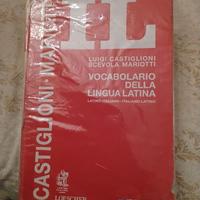 IL
LUIGI CASTIGLIONI
SCEVOLA MARIOTTI
VOCABOLARIO
DELLA
LINGUA LATINA
LATINO-ITALIANO • ITALIANO-LATINO
LOESCHER
CASTIGLIONI MARIOTTI